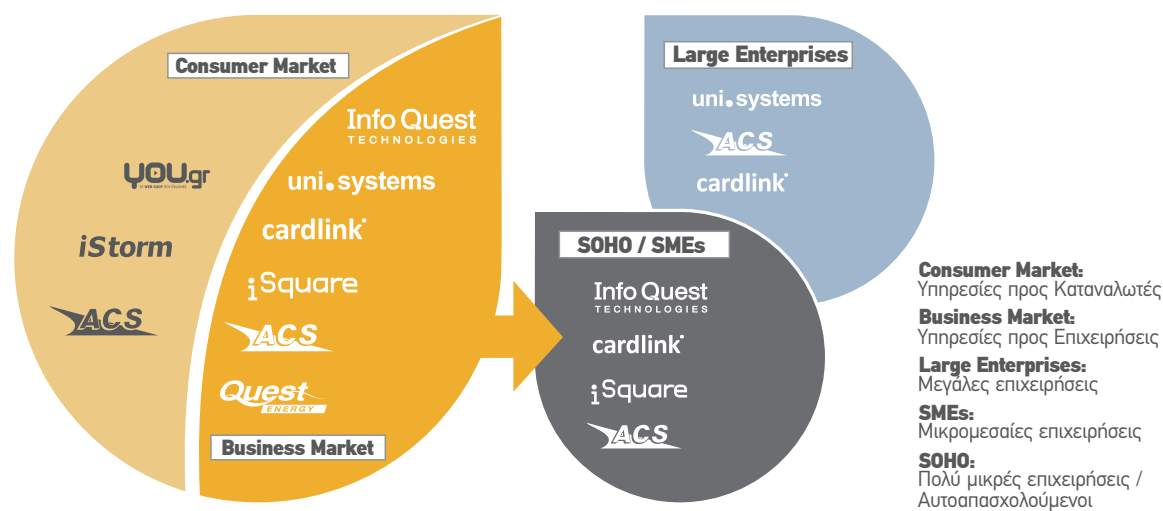 Consumer Market
YOU.gr
iStorm
ACS
Info Quest
TECHNOLOGIES
uni.systems
cardlink
iSquare
ACS
Quest
ENERGY
Business Market
Large Enterprises
uni.systems
ACS
cardlink
SOHO / SMEs
Info Quest
TECHNOLOGIES
cardlink
iSquare
ACS
Consumer Market:
Υπηρεσίες προς Καταναλωτές
Business Market:
Υπηρεσίες προς Επιχειρήσεις
Large Enterprises:
Μεγάλες επιχειρήσεις
SMEs:
Μικρομεσαίες επιχειρήσεις
SOHO:
Πολύ μικρές επιχειρήσεις /
Αυτοαπασχολούμενοι